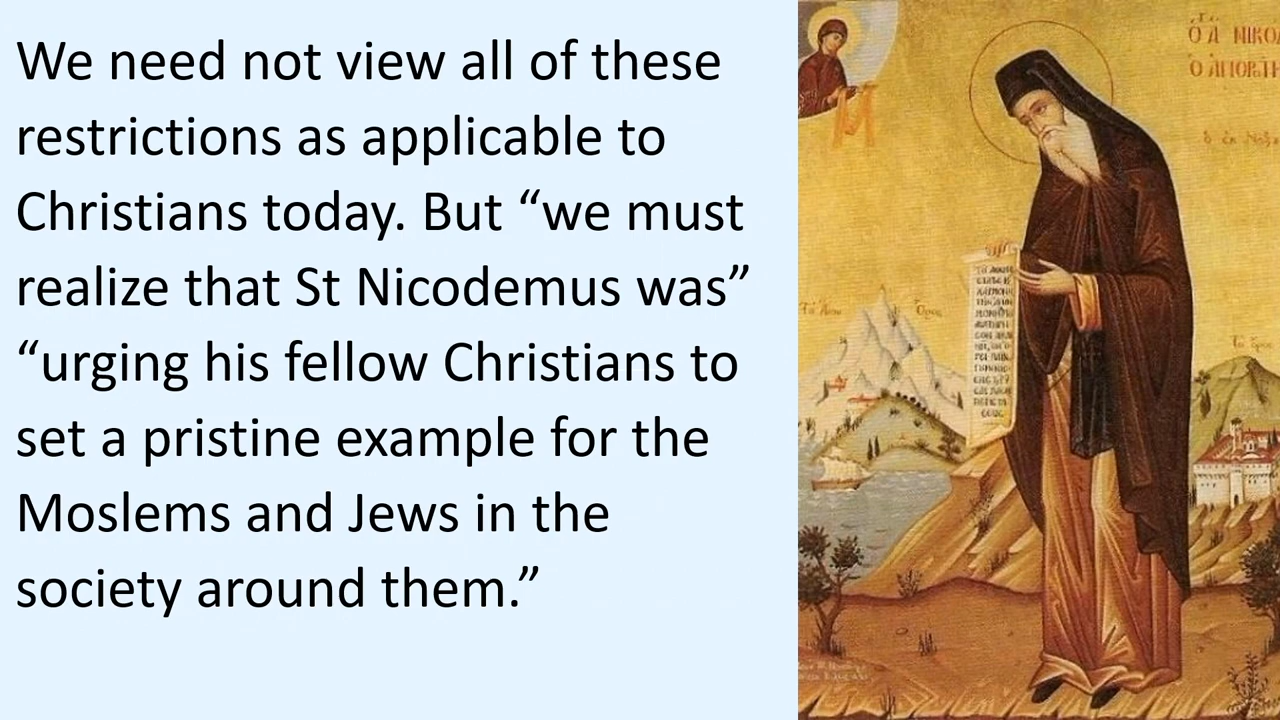 We need not view all of these
restrictions as applicable to
Christians today. But “we must
realize that St Nicodemus was”
“urging his fellow Christians to
set a pristine example for the
Moslems and Jews in the
society around them.”